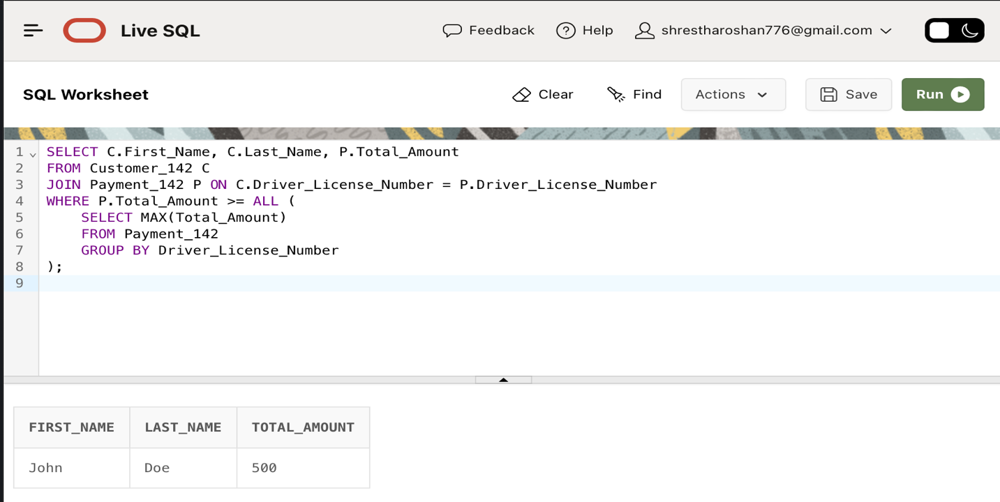 Live SQL Feedback Help shrestharoshan776@gmail.com
SQL Worksheet Clear Find Actions Save Run
1 SELECT C.First_Name, C.Last_Name, P.Total_Amount
2 FROM Customer_142 C
3 JOIN Payment_142 P ON C.Driver_License_Number = P.Driver_License_Number
4 WHERE P.Total_Amount >= ALL (
5     SELECT MAX(Total_Amount)
6     FROM Payment_142
7     GROUP BY Driver_License_Number
8 );
9
FIRST_NAME LAST_NAME TOTAL_AMOUNT
John Doe 500